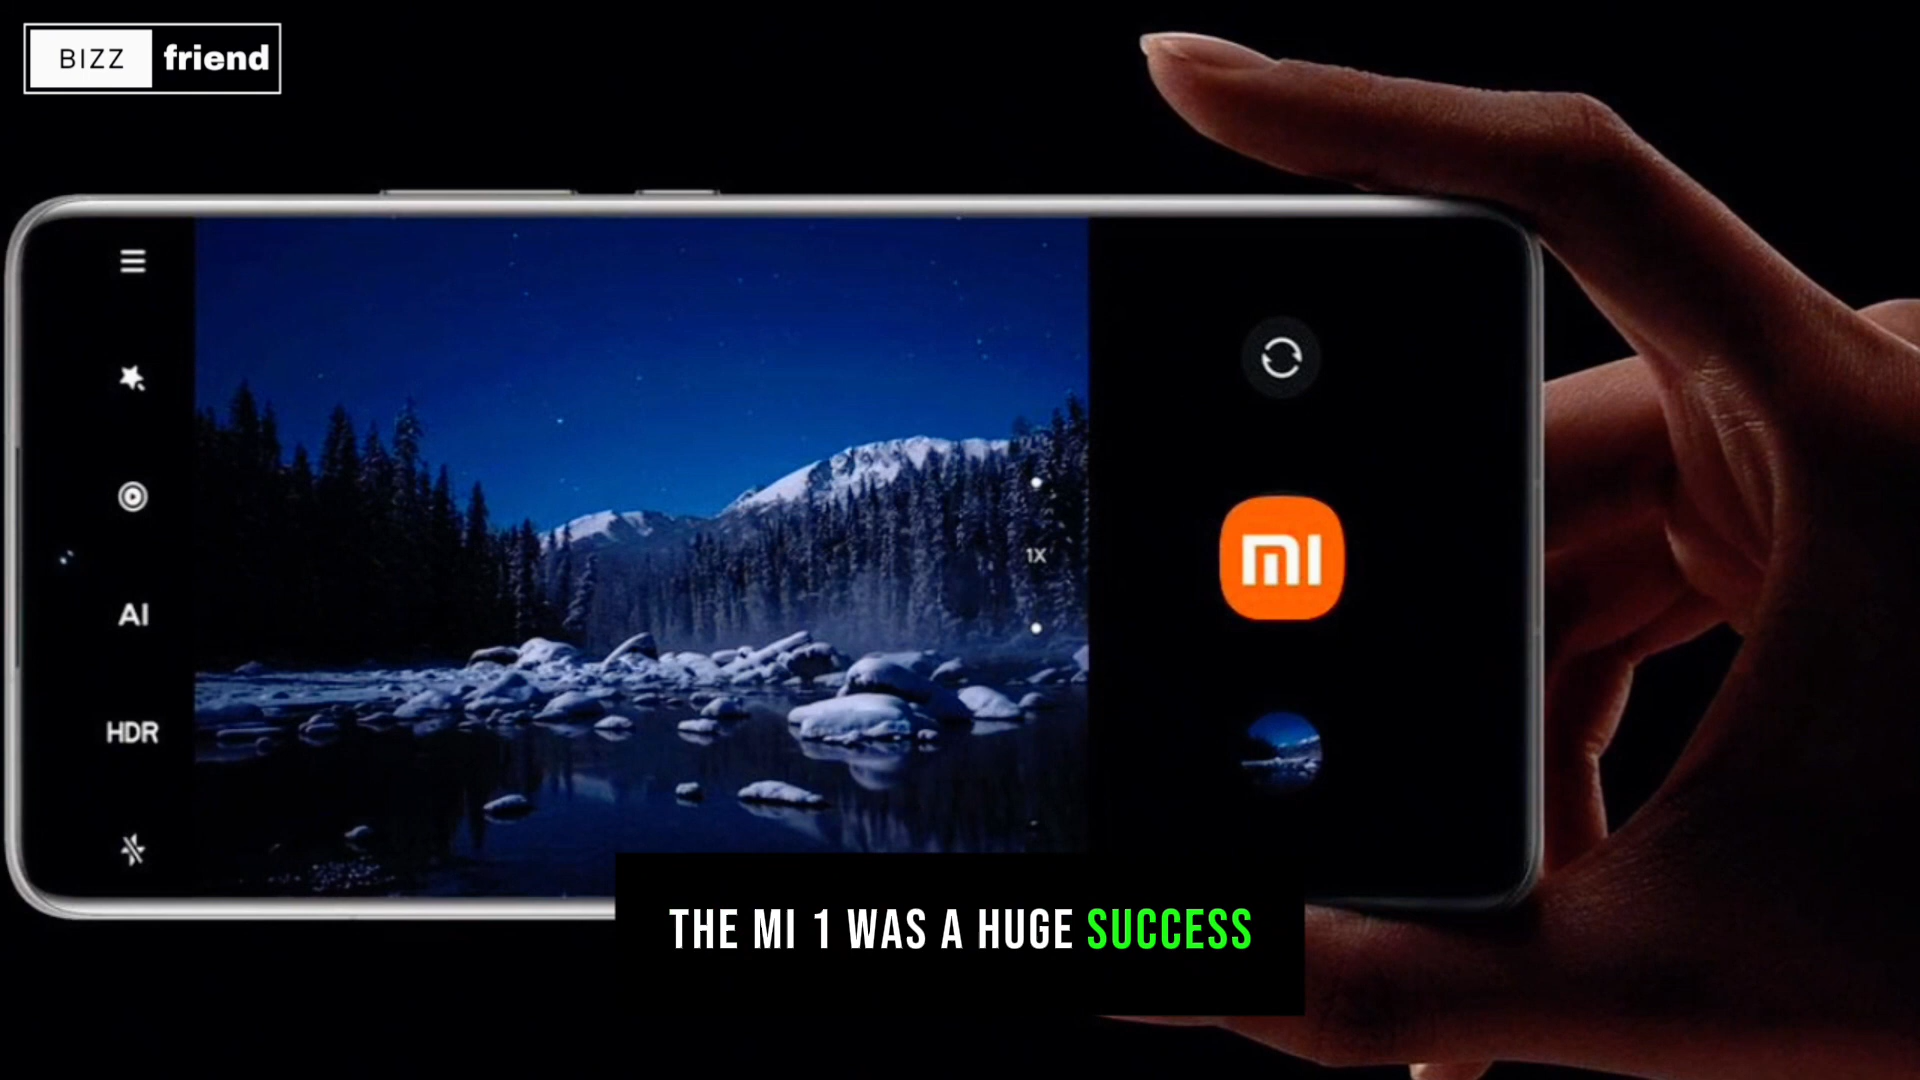 BIZZ friend
AI
HDR
1X
mi
THE MI 1 WAS A HUGE SUCCESS